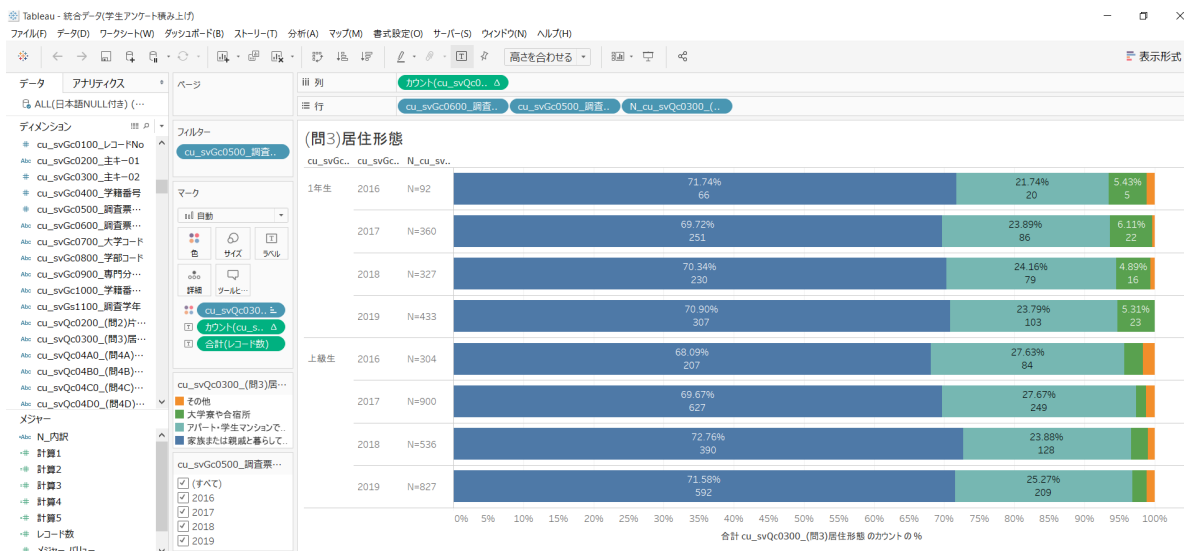 Tableau - 統合データ(学生アンケート積み上げ)
ファイル(F) データ(D) ワークシート(W) ダッシュボード(B) ストーリー(T) 分析(A) マップ(M) 書式設定(O) サーバー(S) ウィンドウ(N) ヘルプ(H)
高さを合わせる
表示形式
データ アナリティクス
ALL(日本語NULL付き) (…
ディメンション
# cu_svGc0100_レコードNo
Abc cu_svGc0200_主キー01
# cu_svGc0300_主キー02
# cu_svGc0400_学籍番号
cu_svGc0500_調査票…
Abc cu_svGc0600_調査票…
Abc cu_svGc0700_大学コード
Abc cu_svGc0800_学部コード
Abc cu_svGc0900_専門分…
Abc cu_svGc1000_学籍番…
Abc cu_svGs1100_調査学年
Abc cu_svQc0200_(問2)片…
Abc cu_svQc0300_(問3)居…
Abc cu_svQc04A0_(問4A)…
Abc cu_svQc04B0_(問4B)…
Abc cu_svQc04C0_(問4C)…
Abc cu_svQc04D0_(問4D)…
メジャー
=Abc N_内訳
=# 計算1
=# 計算2
=# 計算3
=# 計算4
=# 計算5
=# レコード数
# メジャー バリュー
ページ
フィルター
cu_svGc0500_調査..
マーク
自動
色 サイズ ラベル
詳細 ツールヒ…
cu_svQc030..
カウント(cu_s.. Δ
合計(レコード数)
cu_svQc0300_(問3)居…
その他
大学寮や合宿所
アパート・学生マンションで..
家族または親戚と暮らして..
cu_svGc0500_調査票…
(すべて)
2016
2017
2018
2019
iii 列 カウント(cu_svQc0.. Δ
行 cu_svGc0600_調査.. cu_svGc0500_調査.. N_cu_svQc0300_(..
(問3)居住形態
cu_svGc.. cu_svGc.. N_cu_sv..
1年生 2016 N=92 71.74% 21.74% 5.43%
66 20 5
2017 N=360 69.72% 23.89% 6.11%
251 86 22
2018 N=327 70.34% 24.16% 4.89%
230 79 16
2019 N=433 70.90% 23.79% 5.31%
307 103 23
上級生 2016 N=304 68.09% 27.63%
207 84
2017 N=900 69.67% 27.67%
627 249
2018 N=536 72.76% 23.88%
390 128
2019 N=827 71.58% 25.27%
592 209
0% 5% 10% 15% 20% 25% 30% 35% 40% 45% 50% 55% 60% 65% 70% 75% 80% 85% 90% 95% 100%
合計 cu_svQc0300_(問3)居住形態 のカウント の %